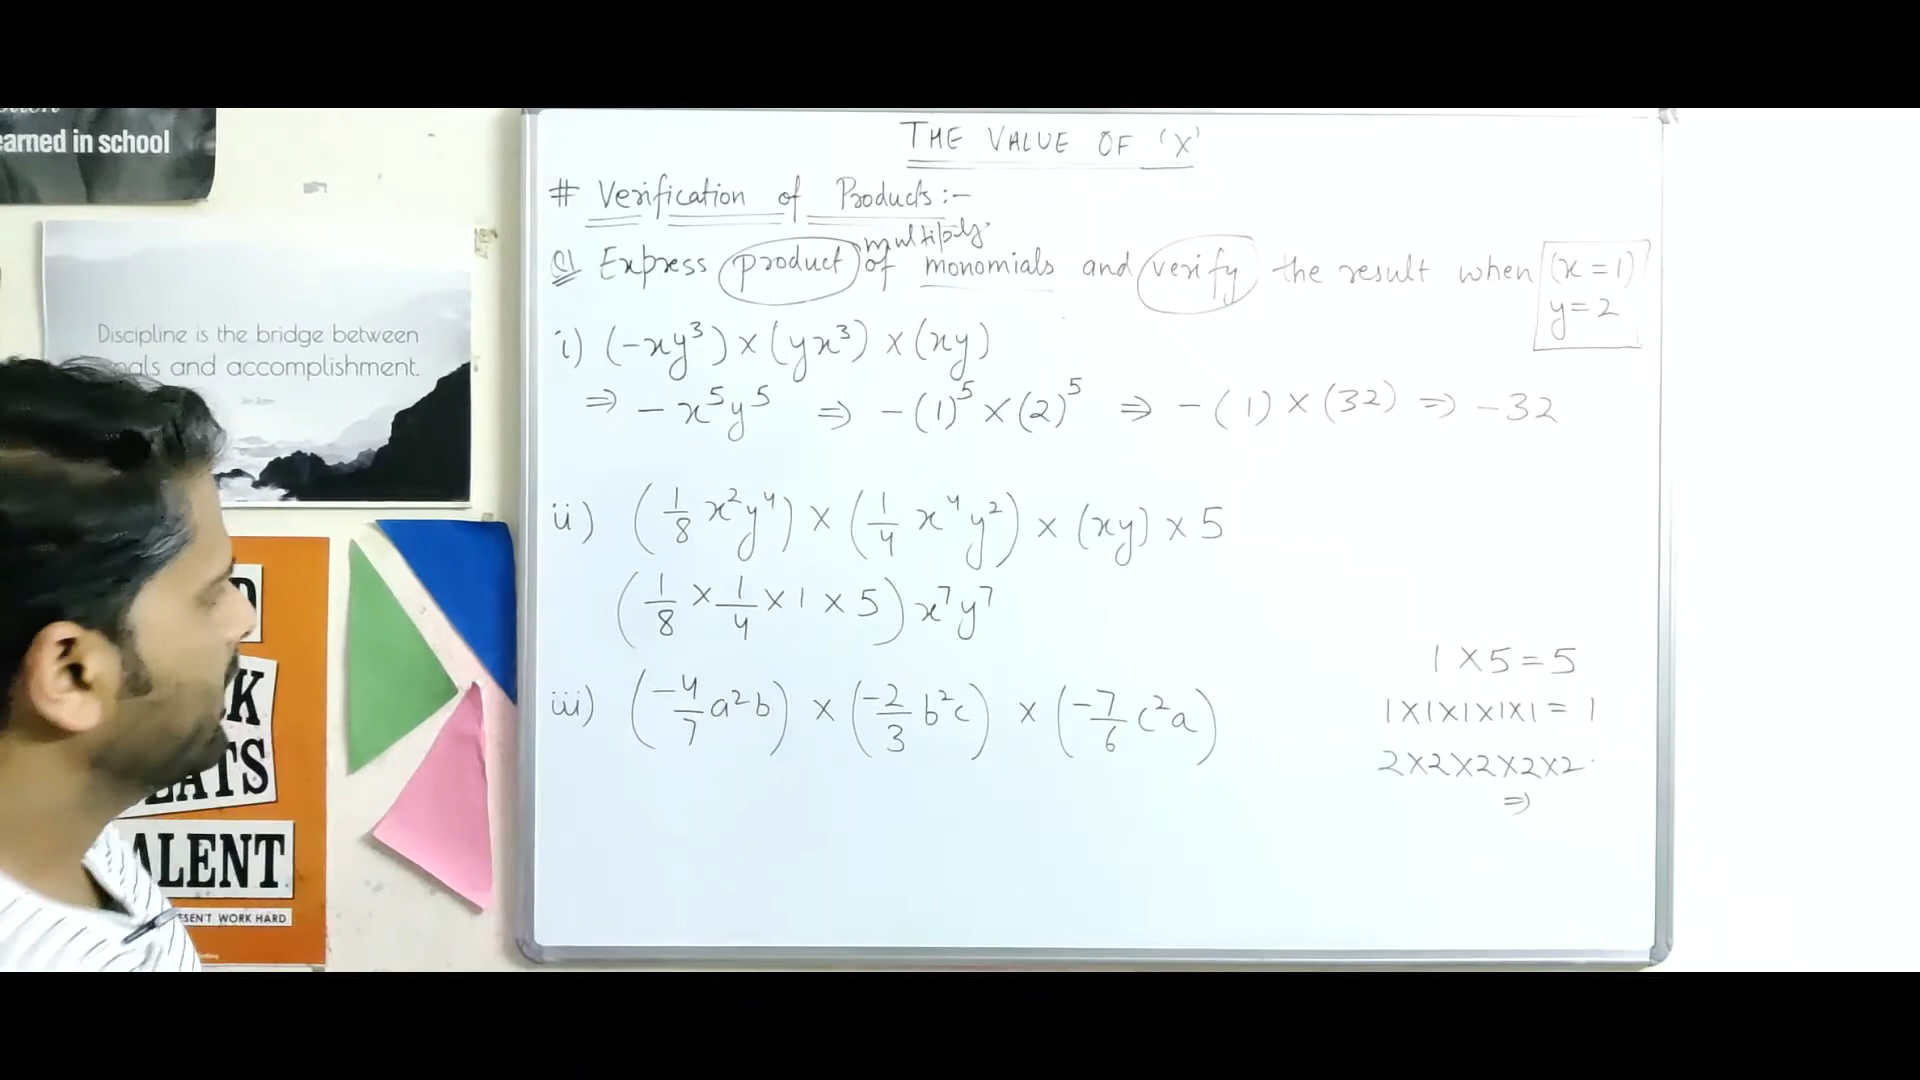 earned in school
Discipline is the bridge between
goals and accomplishment.
K
ALENT
ESEN'T WORK HARD
THE VALUE OF 'X'
# Verification of Products:-
multiply.
Q1 Express product of monomials and verify the result when (x = 1)
y = 2
i) (-xy³) × (yx³) × (xy)
⇒ -x⁵y⁵ ⇒ -(1)⁵ × (2)⁵ ⇒ -(1) × (32) ⇒ -32
ii) (1/8 x²y⁴) × (1/4 x⁴y²) × (xy) × 5
(1/8 × 1/4 × 1 × 5) x⁷y⁷
iii) (-4/7 a²b) × (-2/3 b²c) × (-7/6 c²a)
1 × 5 = 5
1×1×1×1×1 = 1
2×2×2×2×2
⇒